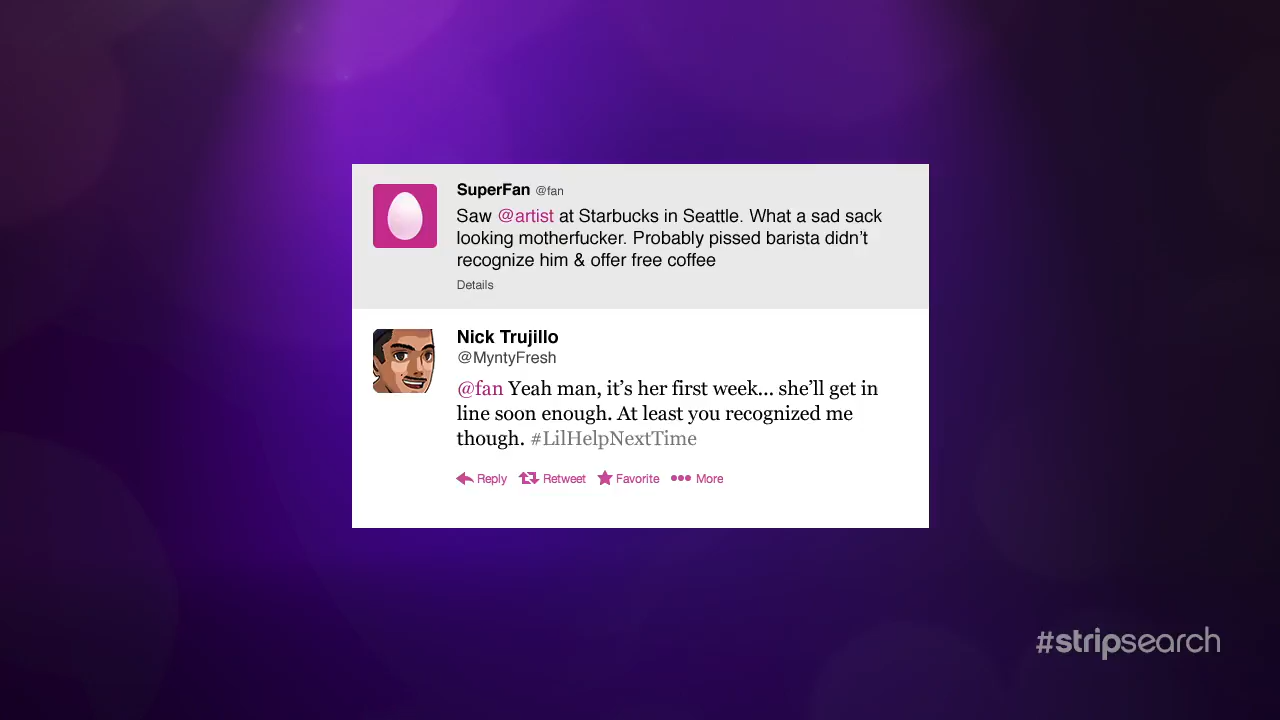 SuperFan @fan
Saw @artist at Starbucks in Seattle. What a sad sack
looking motherfucker. Probably pissed barista didn’t
recognize him & offer free coffee
Details
Nick Trujillo
@MyntyFresh
@fan Yeah man, it’s her first week... she’ll get in
line soon enough. At least you recognized me
though. #LilHelpNextTime
Reply Retweet Favorite More
#stripsearch